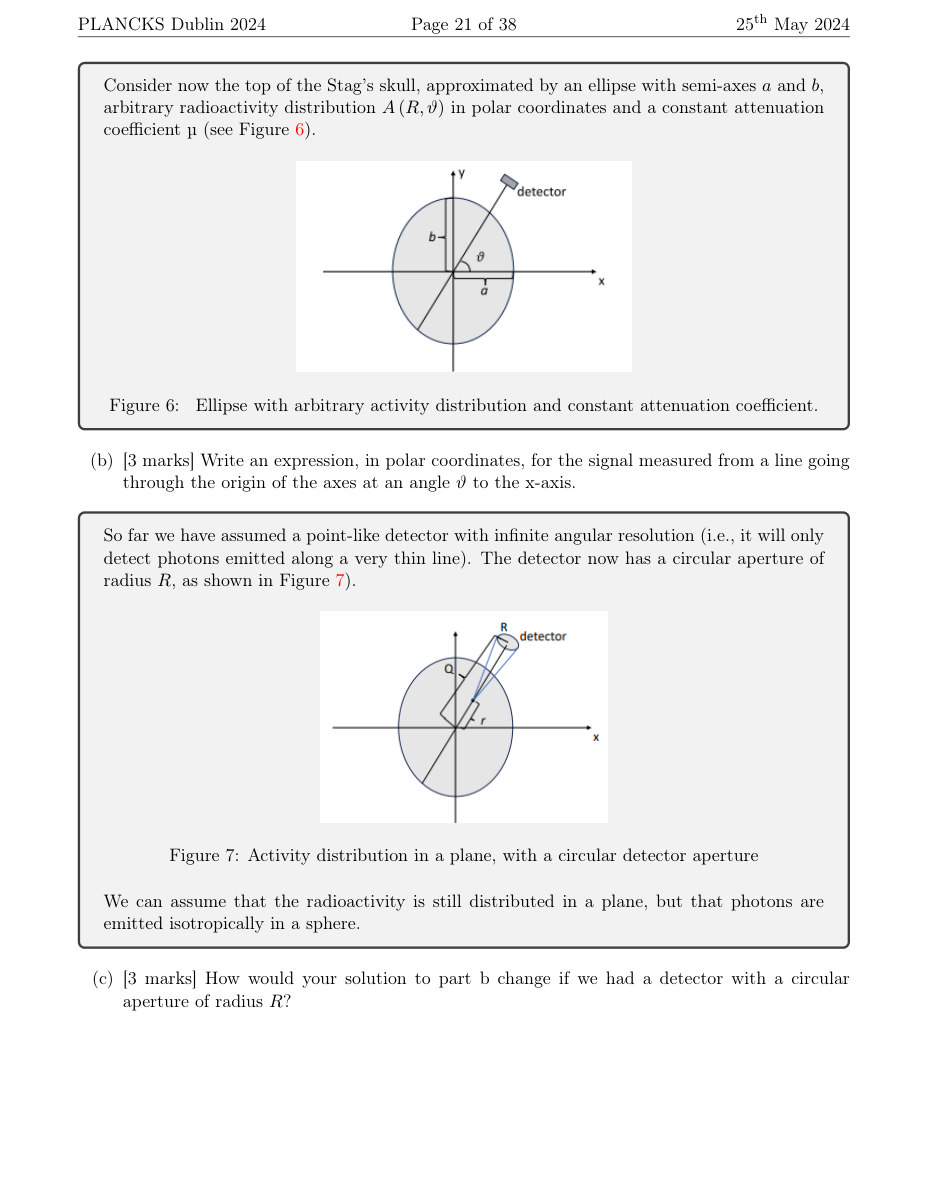 PLANCKS Dublin 2024 Page 21 of 38 25th May 2024
Consider now the top of the Stag's skull, approximated by an ellipse with semi-axes a and b,
arbitrary radioactivity distribution A (R, ϑ) in polar coordinates and a constant attenuation
coefficient µ (see Figure 6).
y
detector
b
ϑ
x
a
Figure 6: Ellipse with arbitrary activity distribution and constant attenuation coefficient.
(b) [3 marks] Write an expression, in polar coordinates, for the signal measured from a line going
through the origin of the axes at an angle ϑ to the x-axis.
So far we have assumed a point-like detector with infinite angular resolution (i.e., it will only
detect photons emitted along a very thin line). The detector now has a circular aperture of
radius R, as shown in Figure 7).
R
detector
Q
r
x
Figure 7: Activity distribution in a plane, with a circular detector aperture
We can assume that the radioactivity is still distributed in a plane, but that photons are
emitted isotropically in a sphere.
(c) [3 marks] How would your solution to part b change if we had a detector with a circular
aperture of radius R?